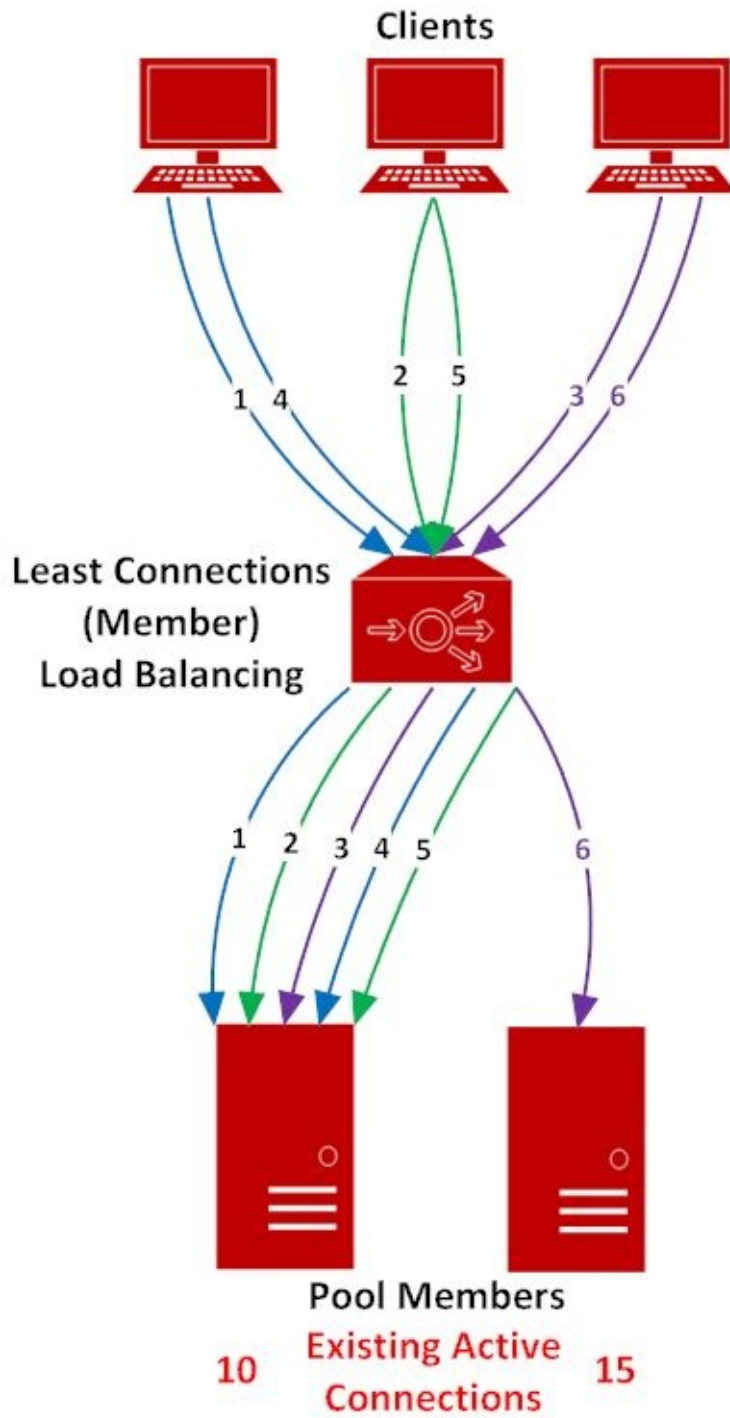 Clients
1
4
2
5
3
6
Least Connections
(Member)
Load Balancing
1
2
3
4
5
6
Pool Members
10
Existing Active
Connections
15